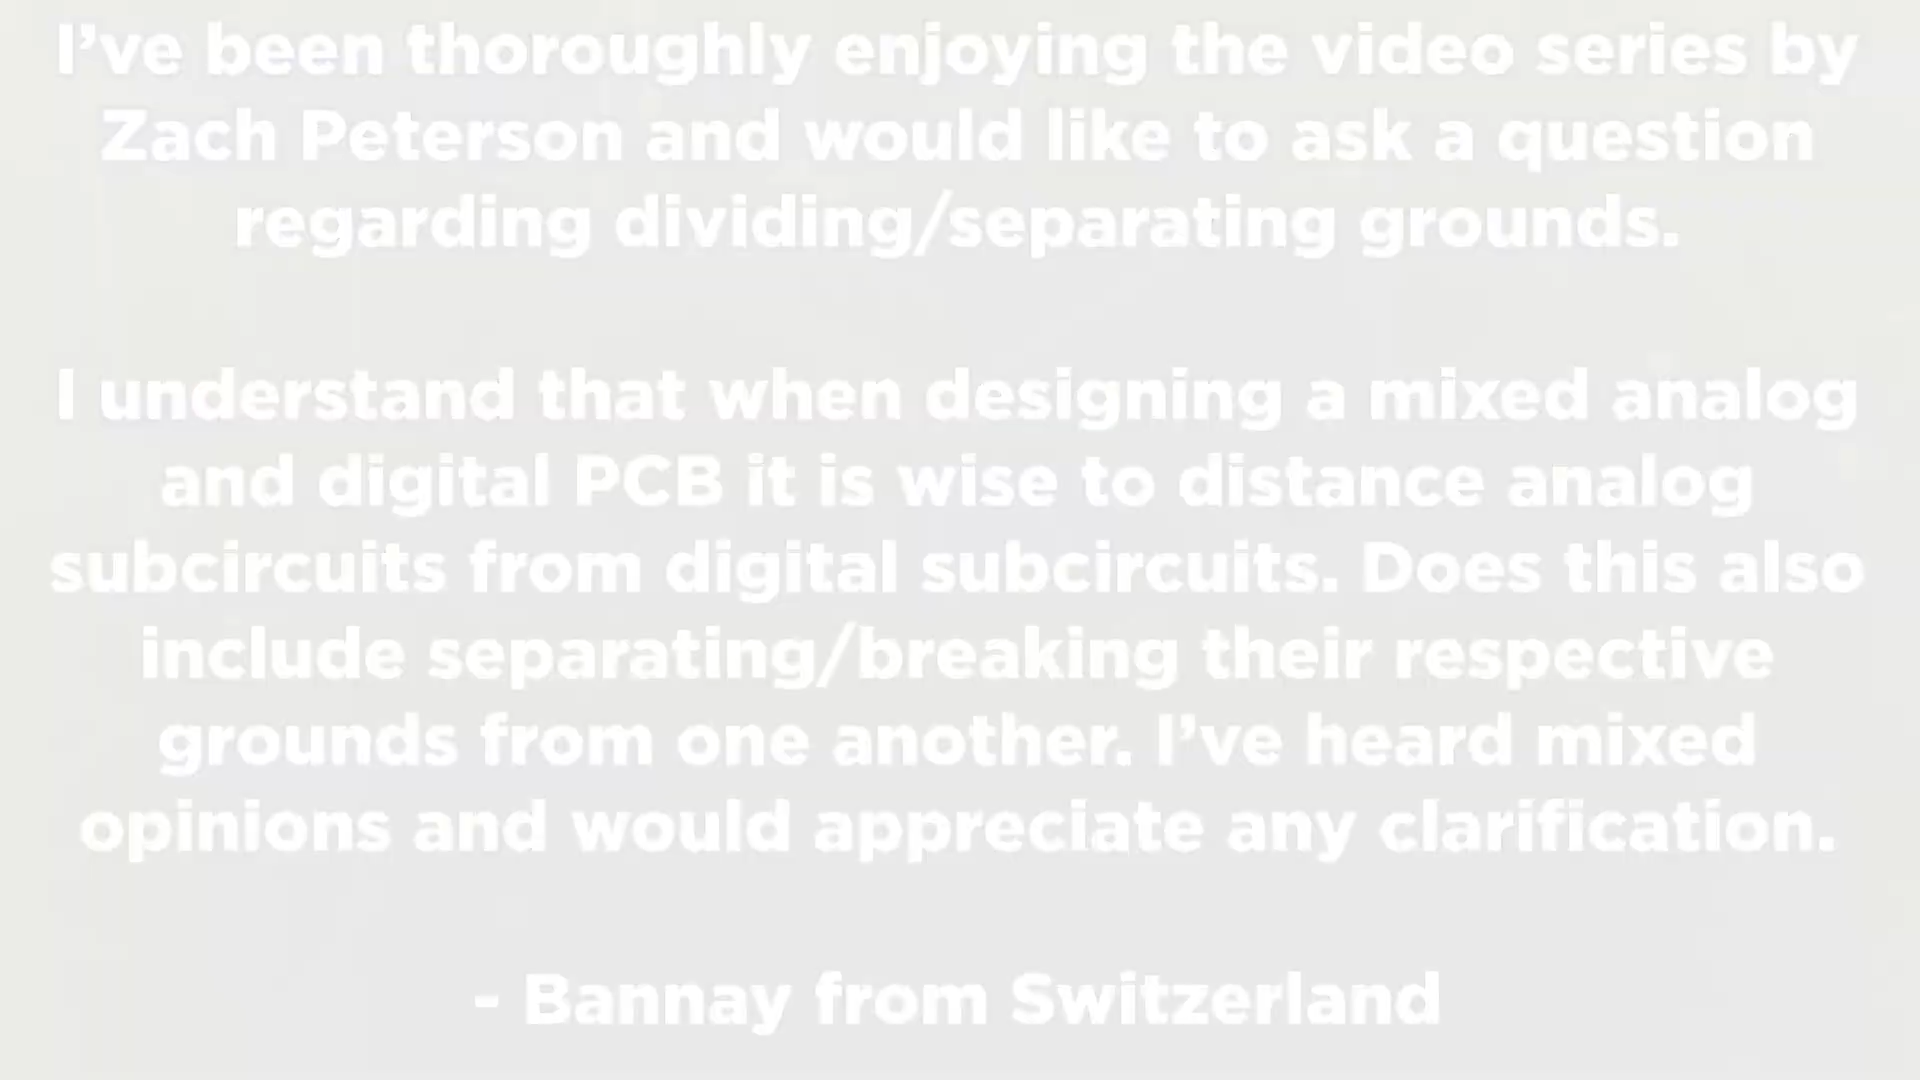 I’ve been thoroughly enjoying the video series by
Zach Peterson and would like to ask a question
regarding dividing/separating grounds.
I understand that when designing a mixed analog
and digital PCB it is wise to distance analog
subcircuits from digital subcircuits. Does this also
include separating/breaking their respective
grounds from one another. I’ve heard mixed
opinions and would appreciate any clarification.
- Bannay from Switzerland